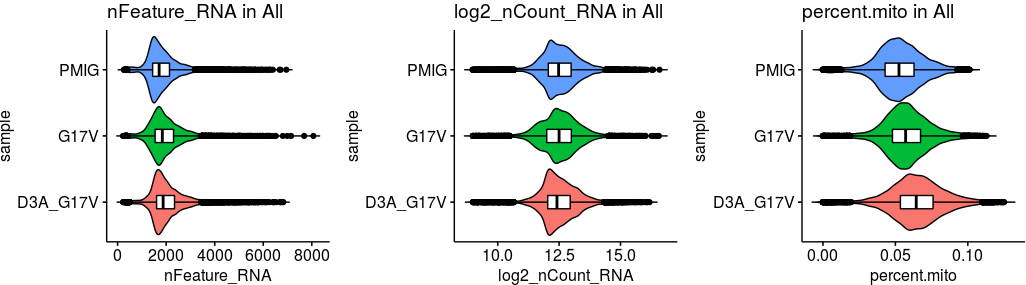 nFeature_RNA in All
sample
PMIG
G17V
D3A_G17V
0 2000 4000 6000 8000
nFeature_RNA
log2_nCount_RNA in All
sample
PMIG
G17V
D3A_G17V
10.0 12.5 15.0
log2_nCount_RNA
percent.mito in All
sample
PMIG
G17V
D3A_G17V
0.00 0.05 0.10
percent.mito